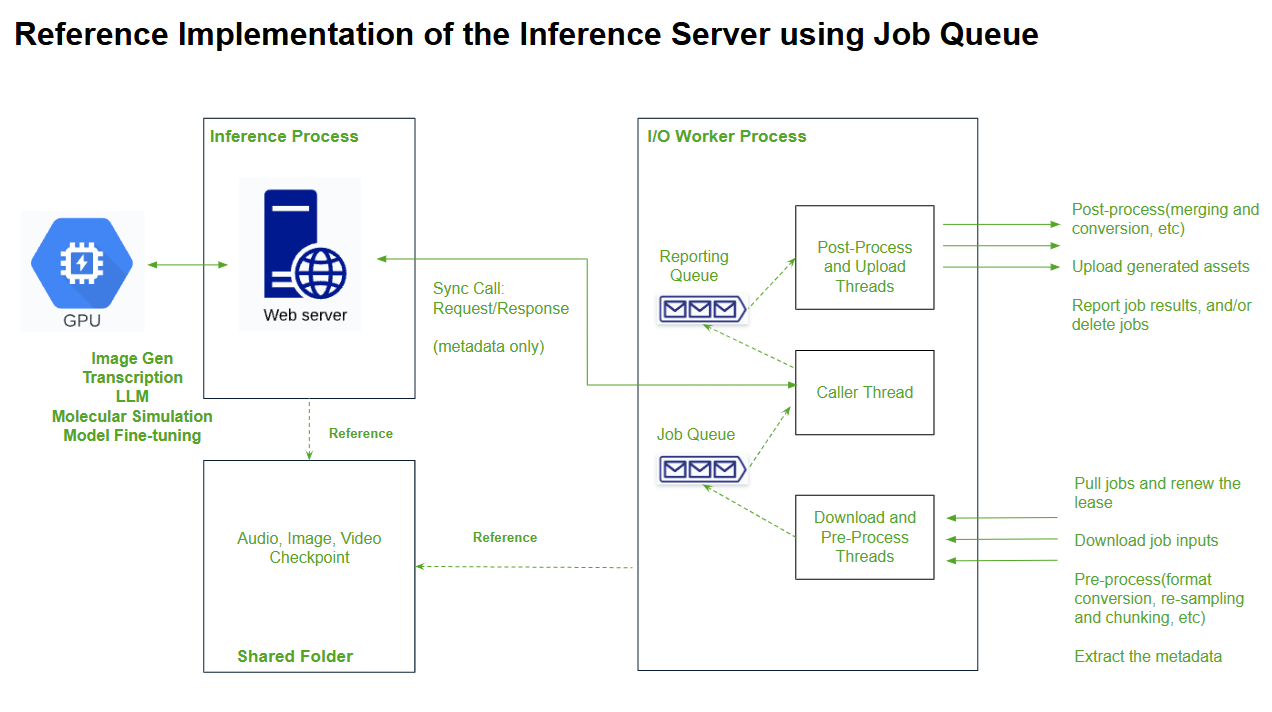 Reference Implementation of the Inference Server using Job Queue
Inference Process
Web server
GPU
Image Gen
Transcription
LLM
Molecular Simulation
Model Fine-tuning
Sync Call:
Request/Response
(metadata only)
Reference
Audio, Image, Video
Checkpoint
Shared Folder
Reference
I/O Worker Process
Reporting
Queue
Post-Process
and Upload
Threads
Caller Thread
Job Queue
Download and
Pre-Process
Threads
Post-process(merging and
conversion, etc)
Upload generated assets
Report job results, and/or
delete jobs
Pull jobs and renew the
lease
Download job inputs
Pre-process(format
conversion, re-sampling
and chunking, etc)
Extract the metadata